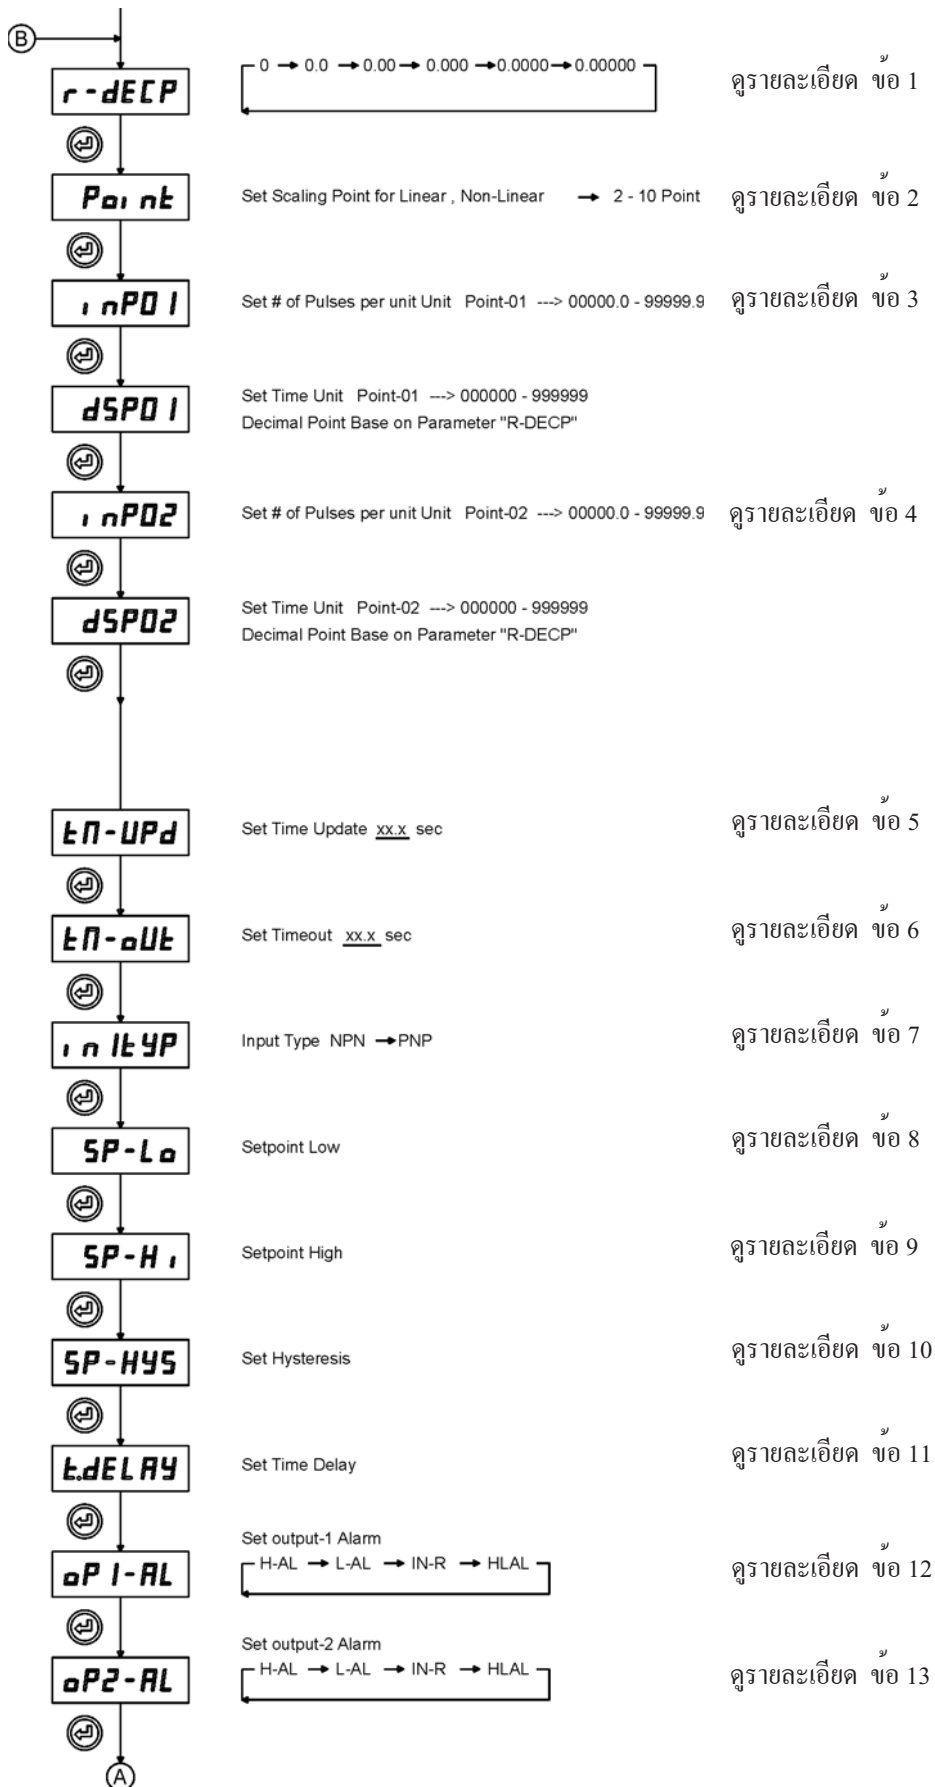 B
r-dECP
0 → 0.0 → 0.00 → 0.000 → 0.0000 → 0.00000
ดูรายละเอียด ข้อ 1
Point
Set Scaling Point for Linear , Non-Linear → 2 - 10 Point
ดูรายละเอียด ข้อ 2
inP01
Set # of Pulses per unit Unit Point-01 ---> 00000.0 - 99999.9
ดูรายละเอียด ข้อ 3
dSP01
Set Time Unit Point-01 ---> 000000 - 999999
Decimal Point Base on Parameter "R-DECP"
inP02
Set # of Pulses per unit Unit Point-02 ---> 00000.0 - 99999.9
ดูรายละเอียด ข้อ 4
dSP02
Set Time Unit Point-02 ---> 000000 - 999999
Decimal Point Base on Parameter "R-DECP"
tM-UPd
Set Time Update xx.x sec
ดูรายละเอียด ข้อ 5
tM-oUt
Set Timeout xx.x sec
ดูรายละเอียด ข้อ 6
in1tYP
Input Type NPN → PNP
ดูรายละเอียด ข้อ 7
SP-Lo
Setpoint Low
ดูรายละเอียด ข้อ 8
SP-Hi
Setpoint High
ดูรายละเอียด ข้อ 9
SP-HYS
Set Hysteresis
ดูรายละเอียด ข้อ 10
t.dELAY
Set Time Delay
ดูรายละเอียด ข้อ 11
oP1-AL
Set output-1 Alarm
H-AL → L-AL → IN-R → HLAL
ดูรายละเอียด ข้อ 12
oP2-AL
Set output-2 Alarm
H-AL → L-AL → IN-R → HLAL
ดูรายละเอียด ข้อ 13
A